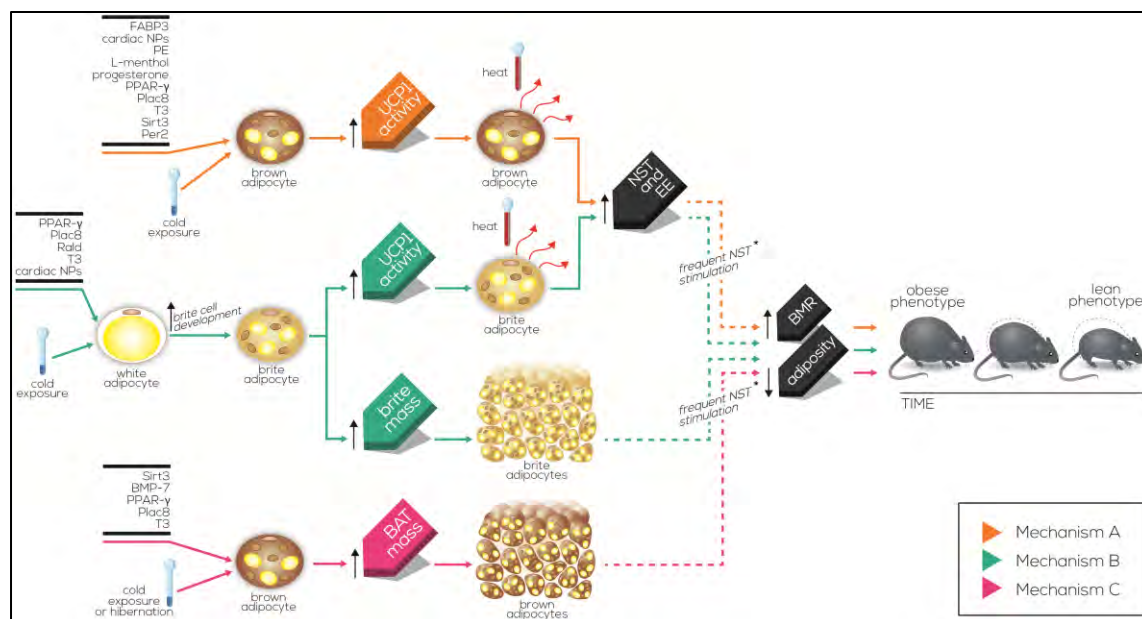 FABP3
cardiac NPs
PE
L-menthol
progesterone
PPAR-γ
Plac8
T3
Sirt3
Per2
cold
exposure
brown
adipocyte
UCP1
activity
heat
brown
adipocyte
NST
and
EE
PPAR-γ
Plac8
Rald
T3
cardiac NPs
cold
exposure
white
adipocyte
brite cell
development
brite
adipocyte
UCP1
activity
heat
brite
adipocyte
brite
mass
brite
adipocytes
frequent NST*
stimulation
frequent NST*
stimulation
BMR
adiposity
obese
phenotype
lean
phenotype
TIME
Sirt3
BMP-7
PPAR-γ
Plac8
T3
cold
exposure
or hibernation
brown
adipocyte
BAT
mass
brown
adipocytes
Mechanism A
Mechanism B
Mechanism C